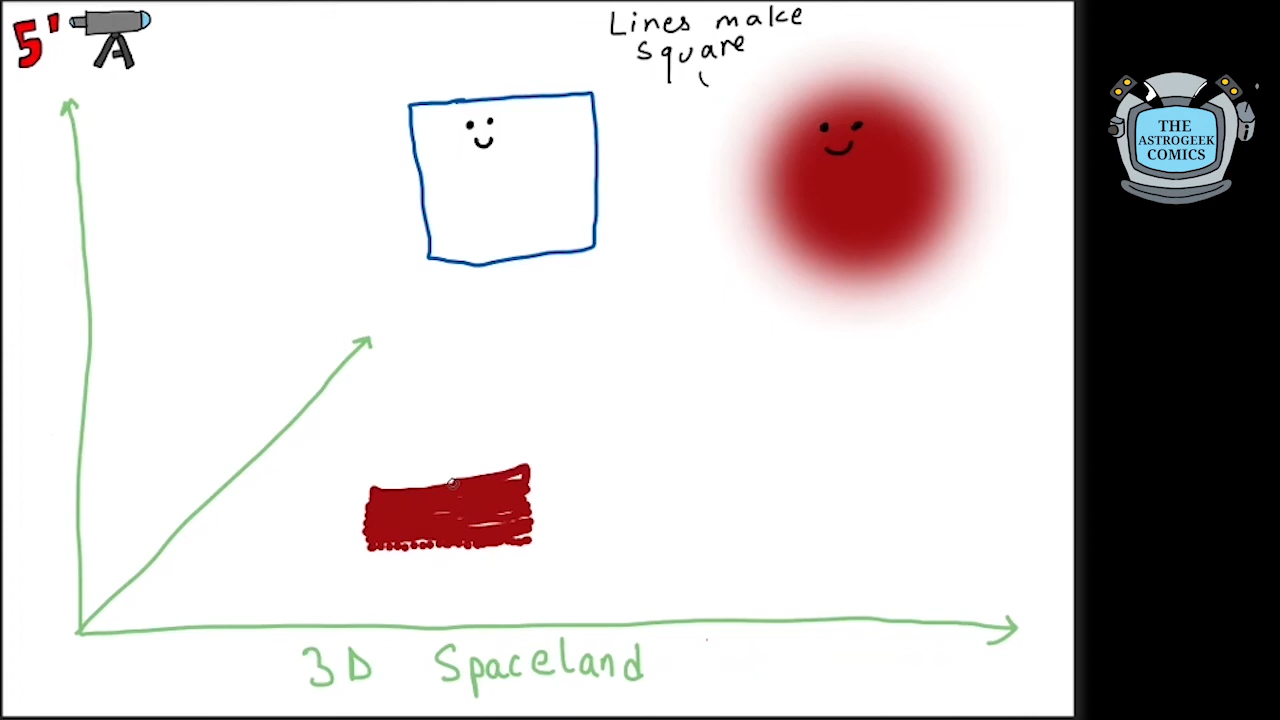 5'
Lines make
square
3D Spaceland
THE
ASTROGEEK
COMICS